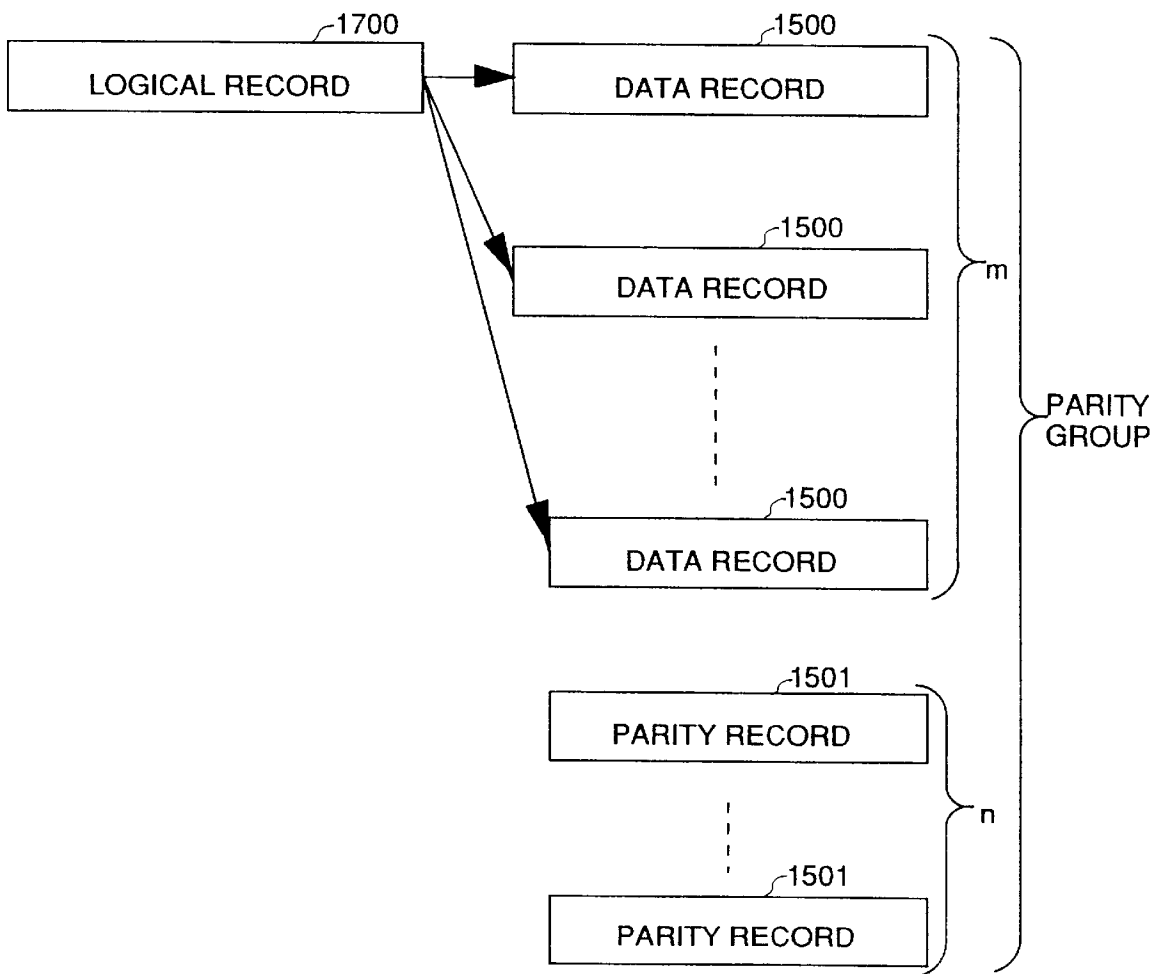 1700
LOGICAL RECORD
1500
DATA RECORD
1500
DATA RECORD
m
PARITY
GROUP
1500
DATA RECORD
1501
PARITY RECORD
n
1501
PARITY RECORD